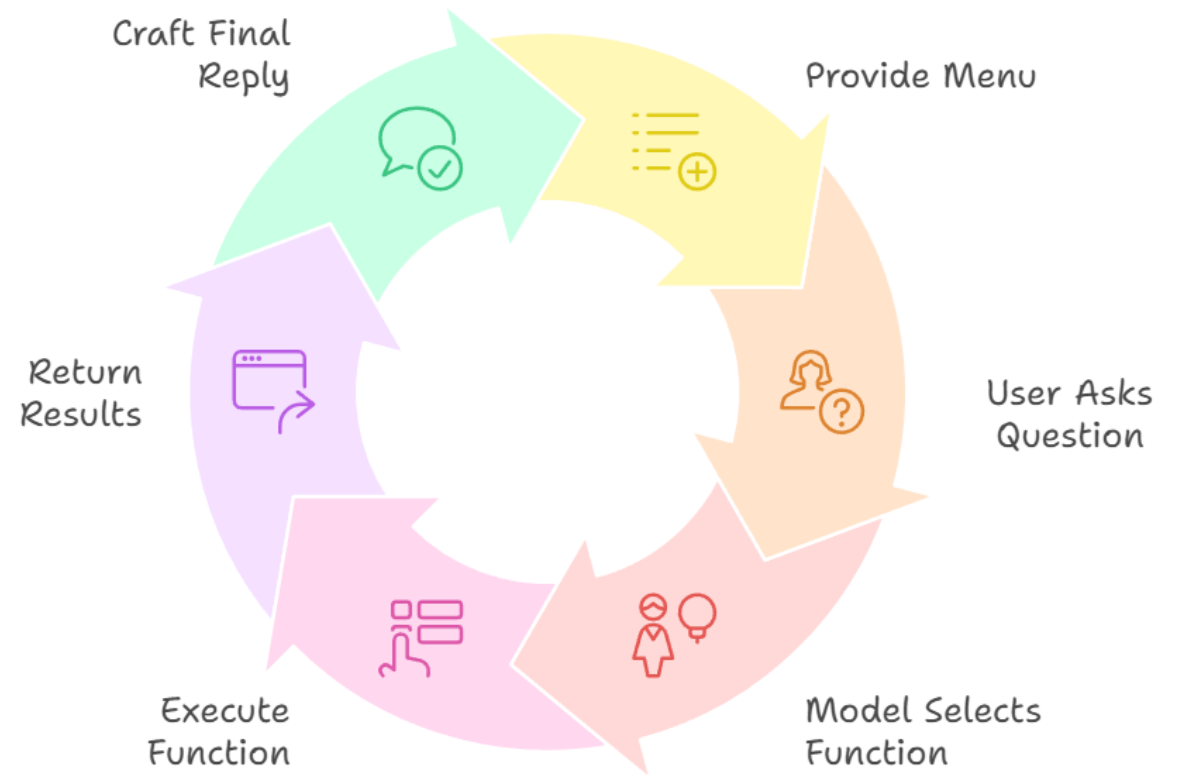 Craft Final
Reply
Provide Menu
User Asks
Question
Model Selects
Function
Execute
Function
Return
Results